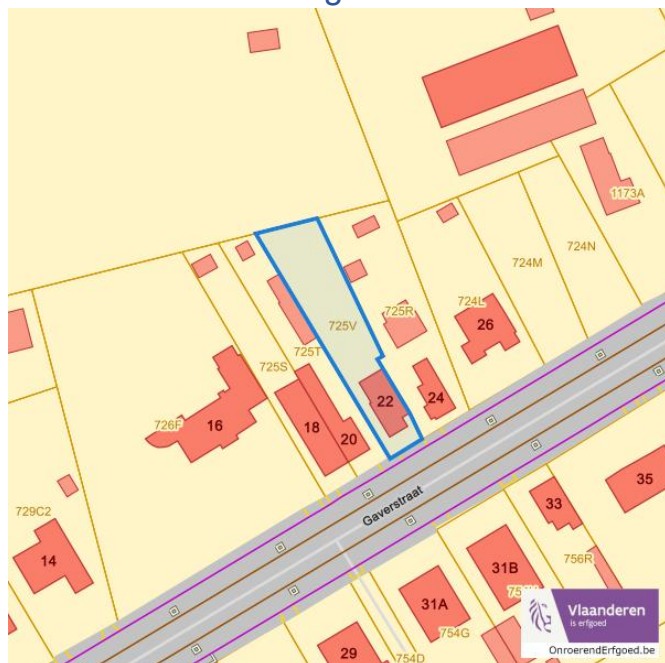 1173A
724N
724M
724L
26
725R
725V
725T
725S
22
24
16
726F
18
20
Gaverstraat
35
33
729C2
14
31B
756R
31A
754G
29
754D
Vlaanderen
is erfgoed
OnroerendErfgoed.be